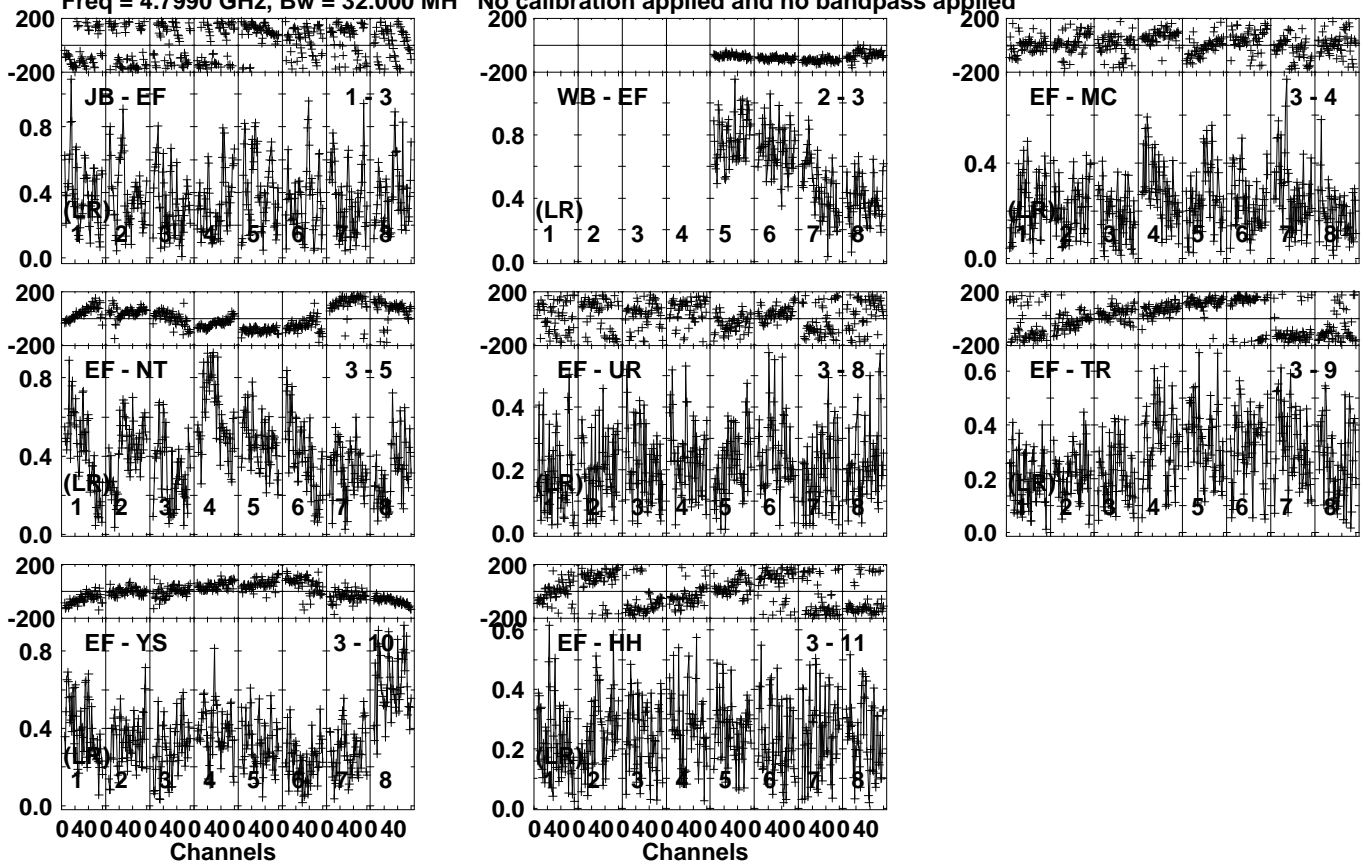 Freq = 4.7990 GHz, Bw = 32.000 MH No calibration applied and no bandpass applied
200
-200
JB - EF 1 - 3
0.8
0.4
(LR)
1 2 3 4 5 6 7 8
0.0
200
-200
WB - EF 2 - 3
0.8
0.4
(LR)
1 2 3 4 5 6 7 8
0.0
200
-200
EF - MC 3 - 4
0.4
(LR)
1 2 3 4 5 6 7 8
0.0
200
-200
EF - NT 3 - 5
0.8
0.4
(LR)
1 2 3 4 5 6 7 8
0.0
200
-200
EF - UR 3 - 8
0.4
0.2
(LR)
1 2 3 4 5 6 7 8
0.0
200
-200
EF - TR 3 - 9
0.6
0.4
0.2
(LR)
1 2 3 4 5 6 7 8
0.0
200
-200
EF - YS 3 - 10
0.8
0.4
(LR)
1 2 3 4 5 6 7 8
0.0
0 40 0 40 0 40 0 40 0 40 0 40 0 40 0 40
Channels
200
-200
0.6
EF - HH 3 - 11
0.4
0.2
(LR)
1 2 3 4 5 6 7 8
0.0
0 40 0 40 0 40 0 40 0 40 0 40 0 40 0 40
Channels